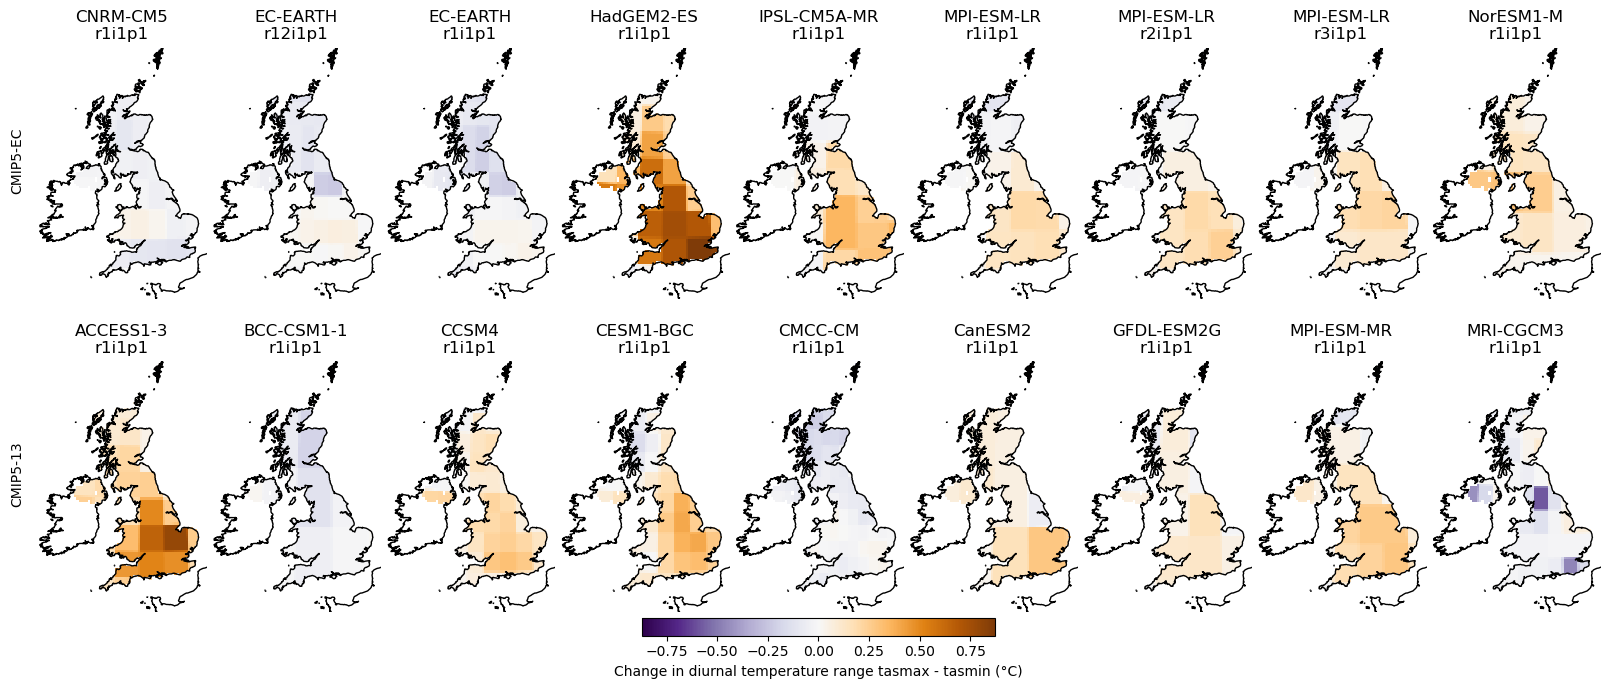 CNRM-CM5 EC-EARTH EC-EARTH HadGEM2-ES IPSL-CM5A-MR MPI-ESM-LR MPI-ESM-LR MPI-ESM-LR NorESM1-M
r1i1p1 r12i1p1 r1i1p1 r1i1p1 r1i1p1 r1i1p1 r2i1p1 r3i1p1 r1i1p1
CMIP5-EC
ACCESS1-3 BCC-CSM1-1 CCSM4 CESM1-BGC CMCC-CM CanESM2 GFDL-ESM2G MPI-ESM-MR MRI-CGCM3
r1i1p1 r1i1p1 r1i1p1 r1i1p1 r1i1p1 r1i1p1 r1i1p1 r1i1p1 r1i1p1
CMIP5-13
−0.75 −0.50 −0.25 0.00 0.25 0.50 0.75
Change in diurnal temperature range tasmax - tasmin (°C)